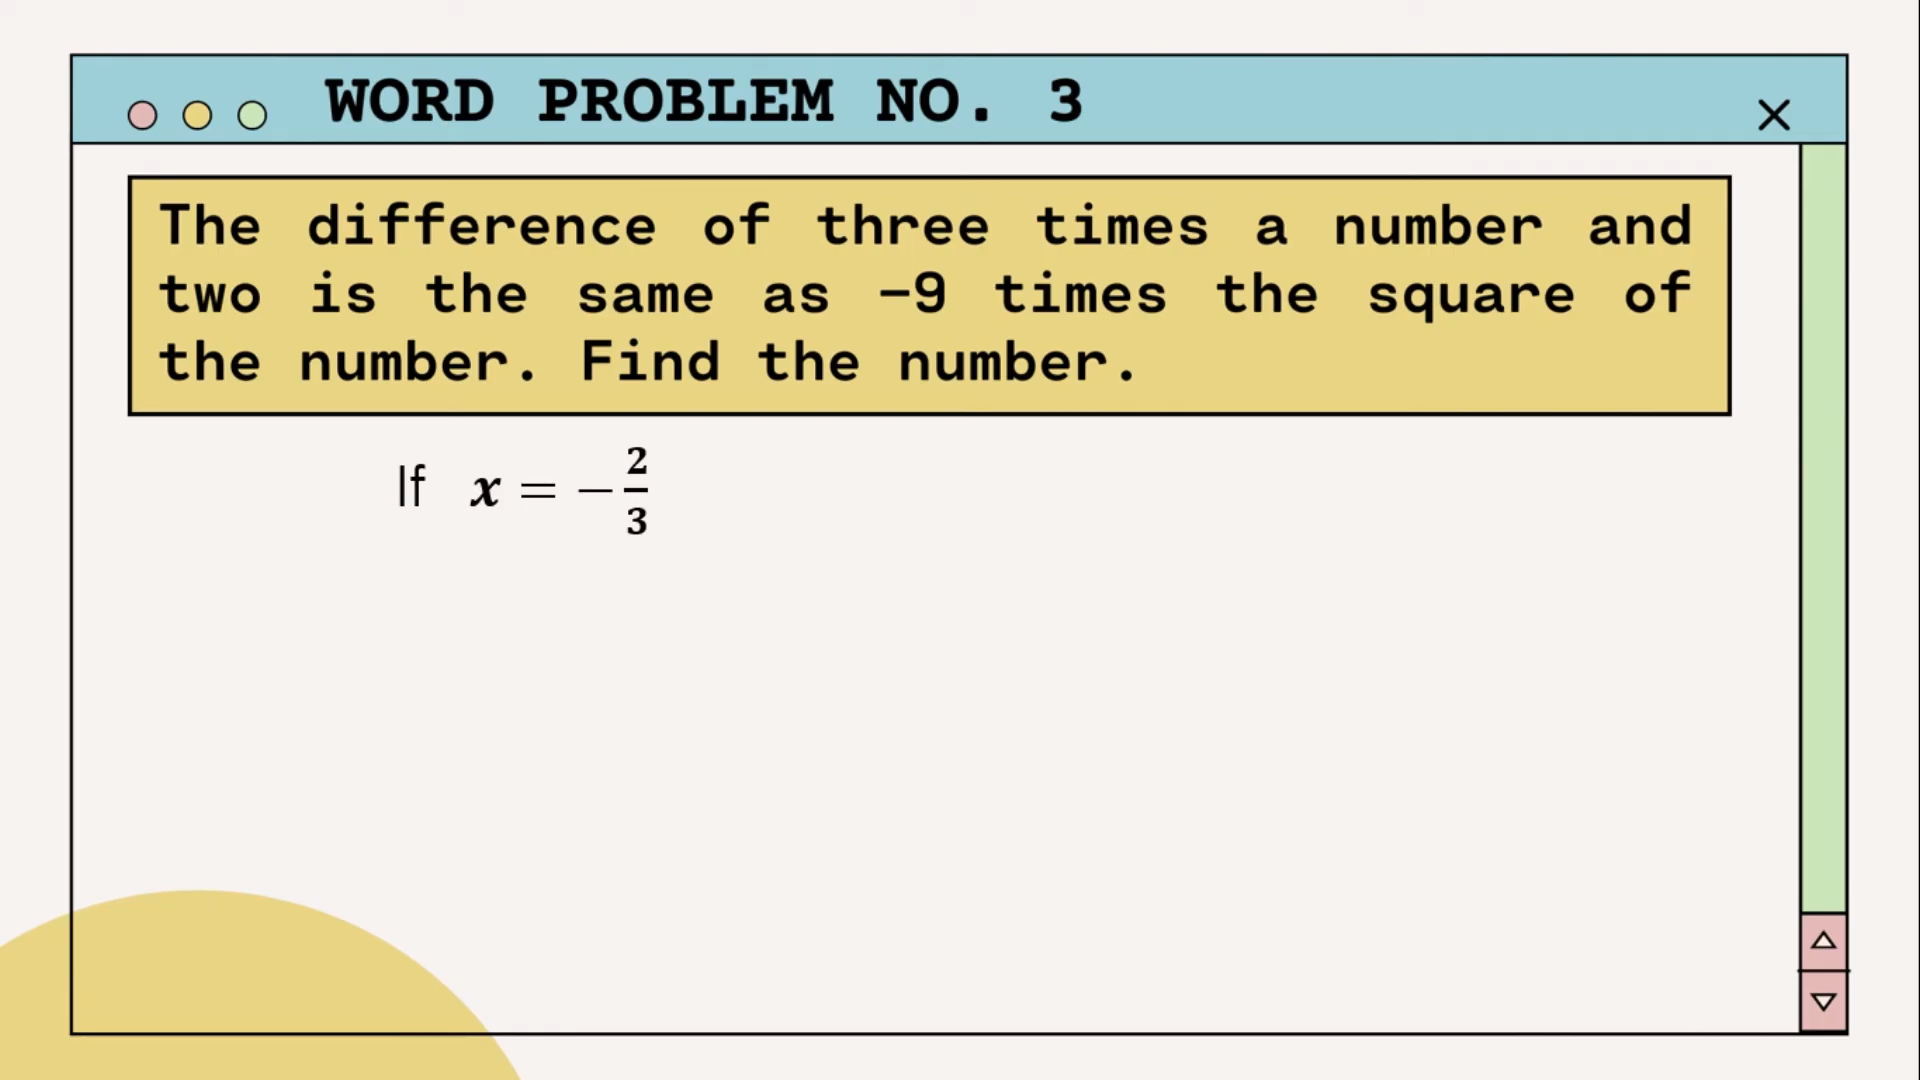 WORD PROBLEM NO. 3
The difference of three times a number and
two is the same as −9 times the square of
the number. Find the number.
If x = −2/3